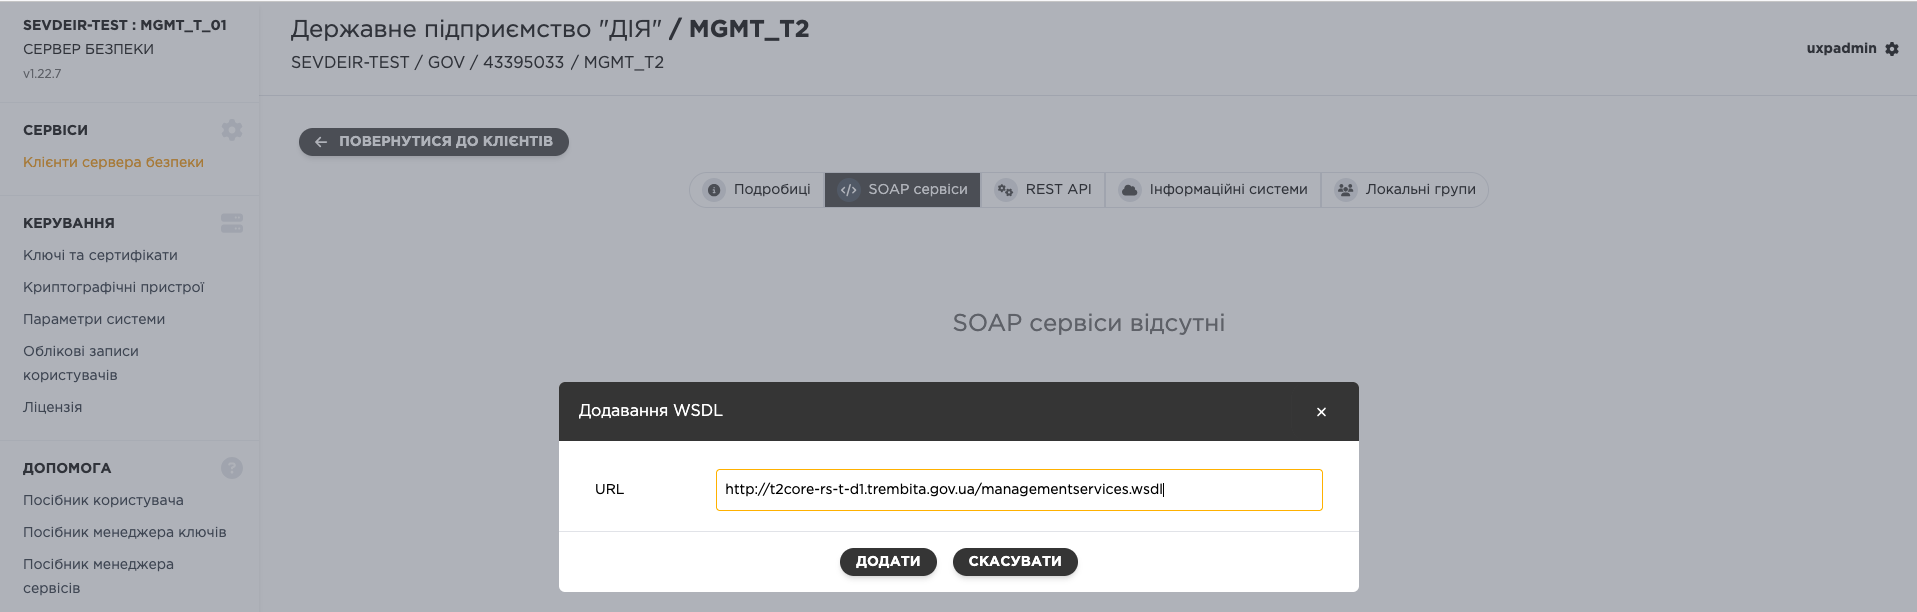 SEVDEIR-TEST : MGMT_T_01
СЕРВЕР БЕЗПЕКИ
v1.22.7
Державне підприємство "ДІЯ" / MGMT_T2
SEVDEIR-TEST / GOV / 43395033 / MGMT_T2
uxpadmin
СЕРВІСИ
Клієнти сервера безпеки
КЕРУВАННЯ
Ключі та сертифікати
Криптографічні пристрої
Параметри системи
Облікові записи
користувачів
Ліцензія
ДОПОМОГА
Посібник користувача
Посібник менеджера ключів
Посібник менеджера
сервісів
← ПОВЕРНУТИСЯ ДО КЛІЄНТІВ
Подробиці SOAP сервіси REST API Інформаційні системи Локальні групи
SOAP сервіси відсутні
Додавання WSDL ×
URL http://t2core-rs-t-d1.trembita.gov.ua/managementservices.wsdl
ДОДАТИ СКАСУВАТИ